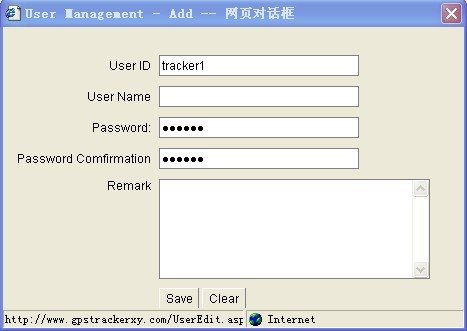 User Management - Add -- 网页对话框
User ID tracker1
User Name
Password: ●●●●●●
Password Comfirmation ●●●●●●
Remark
Save Clear
http://www.gpstrackerxy.com/UserEdit.asp Internet